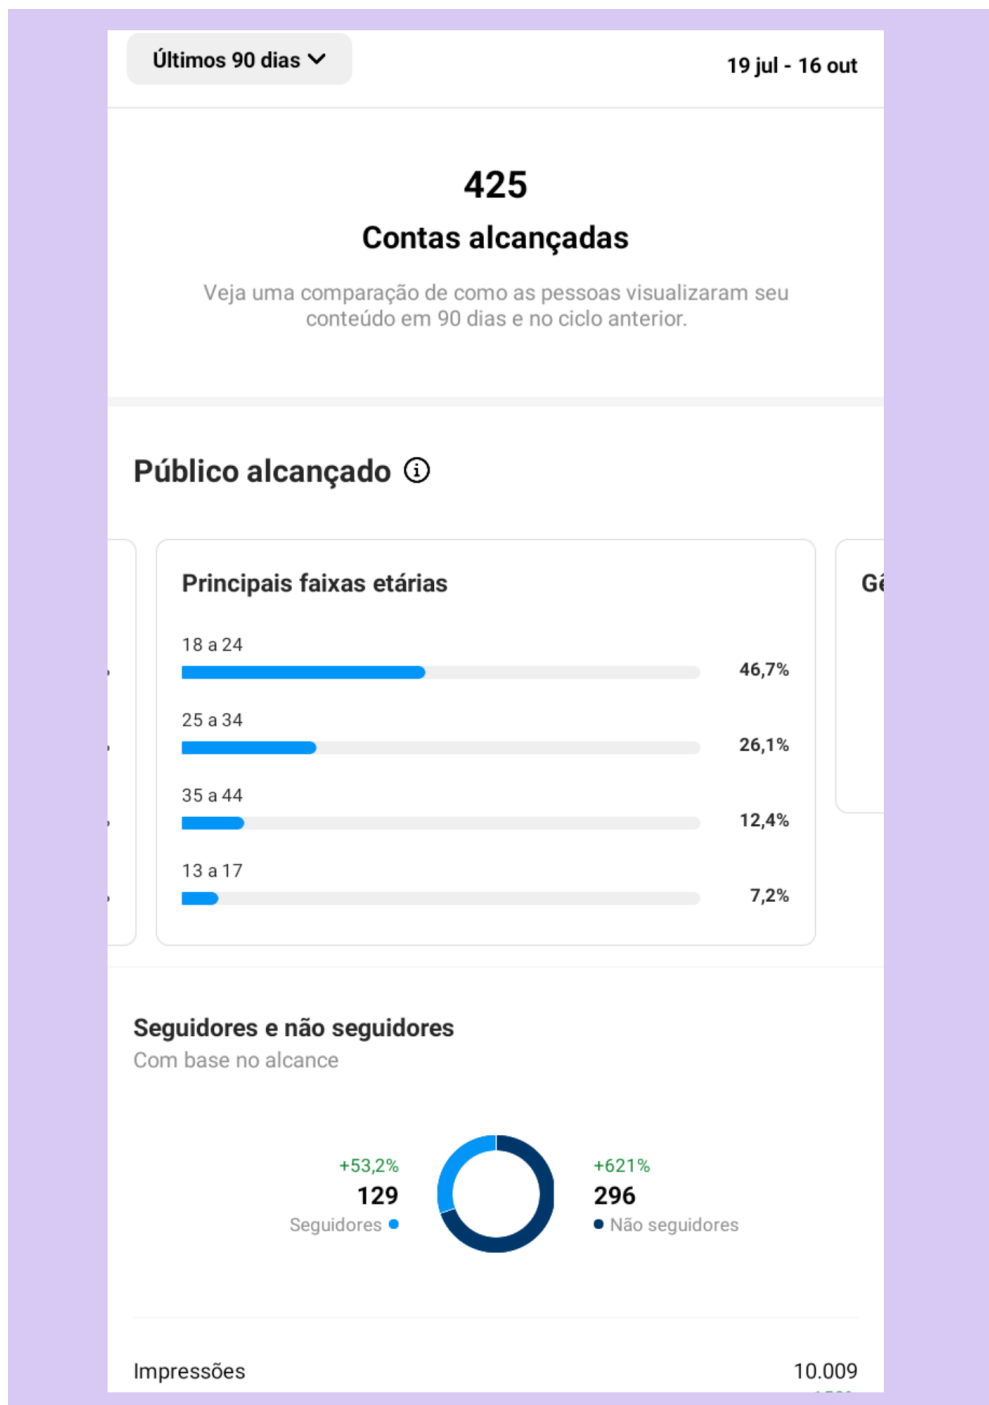 Últimos 90 dias
19 jul - 16 out
425
Contas alcançadas
Veja uma comparação de como as pessoas visualizaram seu
conteúdo em 90 dias e no ciclo anterior.
Público alcançado
Principais faixas etárias
18 a 24
46,7%
25 a 34
26,1%
35 a 44
12,4%
13 a 17
7,2%
Seguidores e não seguidores
Com base no alcance
+53,2%
129
Seguidores
+621%
296
Não seguidores
Impressões
10.009